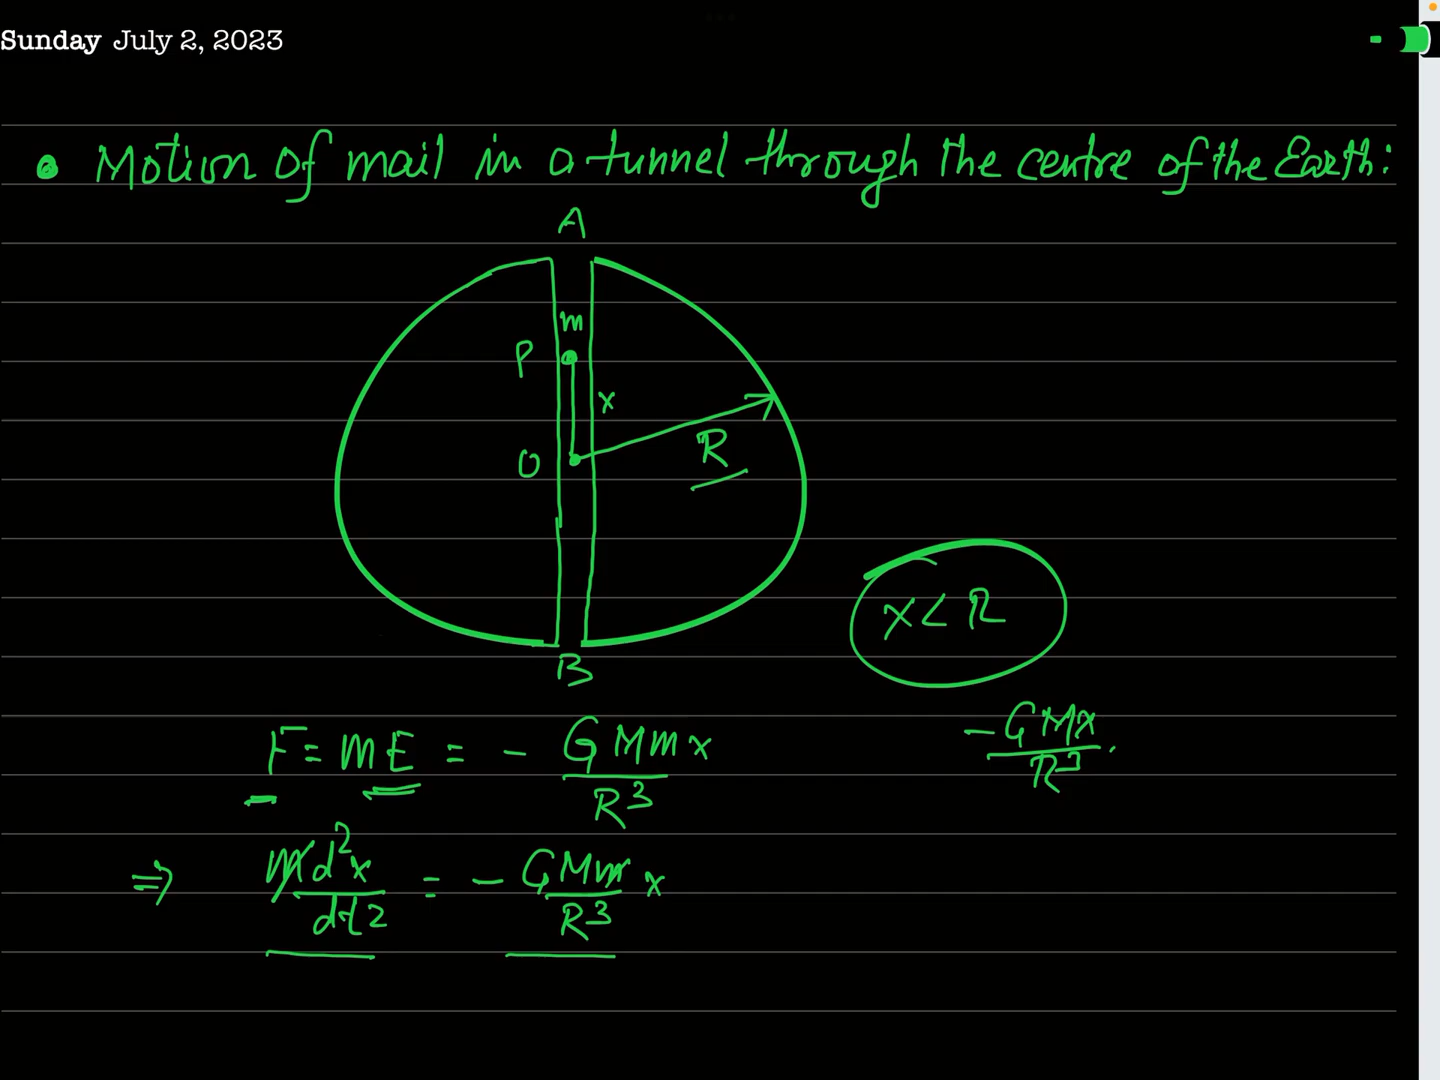 Sunday July 2, 2023
• Motion of mail in a tunnel through the centre of the Earth:
A
m
P
x
O
R
B
x < R
F = mE = - GMmx / R³
- GMx / R³.
⇒ m d²x / dt² = - GMm / R³ x